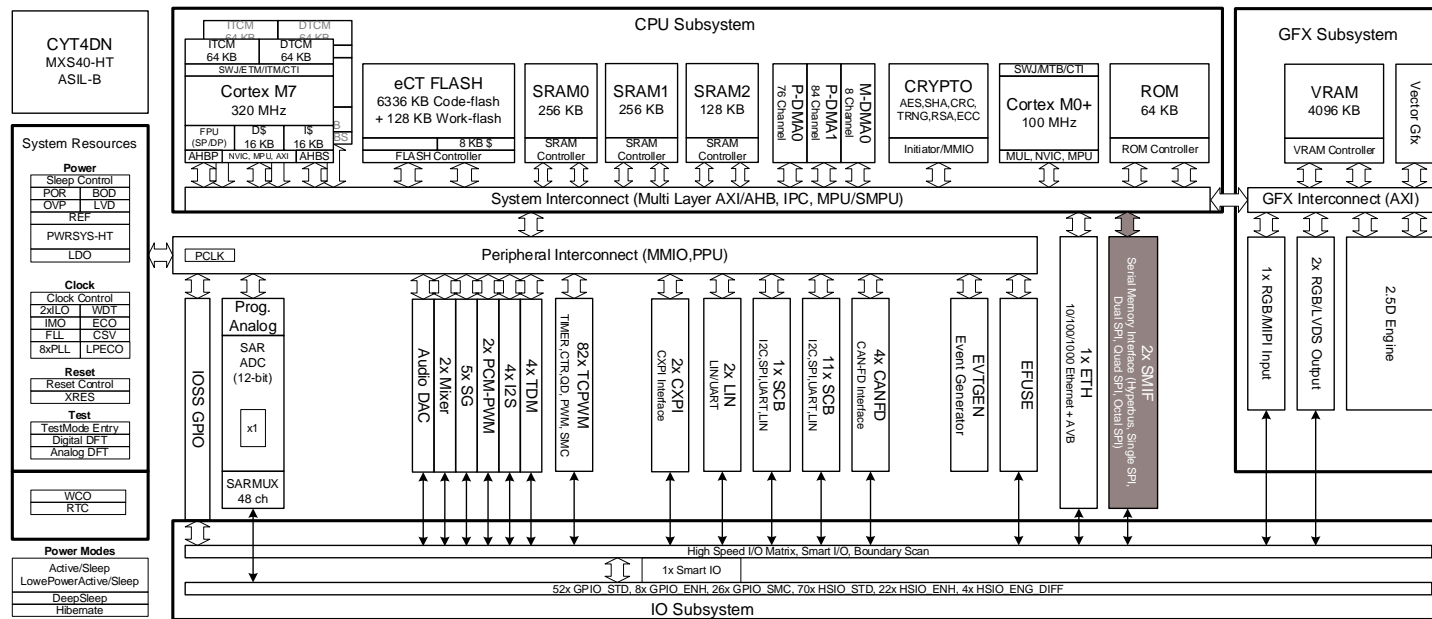 CYT4DN
MXS40-HT
ASIL-B
System Resources
Power
Sleep Control
POR
BOD
OVP
LVD
REF
PWRSYS-HT
LDO
Clock
Clock Control
2xILO
WDT
IMO
ECO
FLL
CSV
8xPLL
LPECO
Reset
Reset Control
XRES
Test
TestMode Entry
Digital DFT
Analog DFT
WCO
RTC
Power Modes
Active/Sleep
LowePowerActive/Sleep
DeepSleep
Hibernate
CPU Subsystem
ITCM
64 KB
DTCM
64 KB
ITCM
64 KB
DTCM
64 KB
SWJ/ETM/ITM/CTI
Cortex M7
320 MHz
FPU
(SP/DP)
D$
16 KB
I$
16 KB
AHBP
NVIC, MPU, AXI
AHBS
eCT FLASH
6336 KB Code-flash
+ 128 KB Work-flash
8 KB $
FLASH Controller
SRAM0
256 KB
SRAM
Controller
SRAM1
256 KB
SRAM
Controller
SRAM2
128 KB
SRAM
Controller
P-DMA0
76 Channel
P-DMA1
84 Channel
M-DMA0
8 Channel
CRYPTO
AES,SHA,CRC,
TRNG,RSA,ECC
Initiator/MMIO
SWJ/MTB/CTI
Cortex M0+
100 MHz
MUL, NVIC, MPU
ROM
64 KB
ROM Controller
System Interconnect (Multi Layer AXI/AHB, IPC, MPU/SMPU)
GFX Subsystem
VRAM
4096 KB
VRAM Controller
Vector Gfx
GFX Interconnect (AXI)
1x RGB/MIPI Input
2x RGB/LVDS Output
2.5D Engine
PCLK
Peripheral Interconnect (MMIO,PPU)
IOSS GPIO
Prog.
Analog
SAR
ADC
(12-bit)
x1
SARMUX
48 ch
Audio DAC
2x Mixer
5x SG
2x PCM-PWM
4x I2S
4x TDM
82x TCPWM
TIMER,CTR,QD, PWM, SMC
2x CXPI
CXPI Interface
2x LIN
LIN/UART
1x SCB
I2C,SPI,UART,LIN
11x SCB
I2C,SPI,UART,LIN
4x CANFD
CAN-FD Interface
EVTGEN
Event Generator
EFUSE
1x ETH
10/100/1000 Ethernet + AVB
2x SMIF
Serial Memory Interface (Hyperbus, Single SPI,
Dual SPI, Quad SPI, Octal SPI)
High Speed I/O Matrix, Smart I/O, Boundary Scan
1x Smart IO
52x GPIO_STD, 8x GPIO_ENH, 26x GPIO_SMC, 70x HSIO_STD, 22x HSIO_ENH, 4x HSIO_ENG_DIFF
IO Subsystem